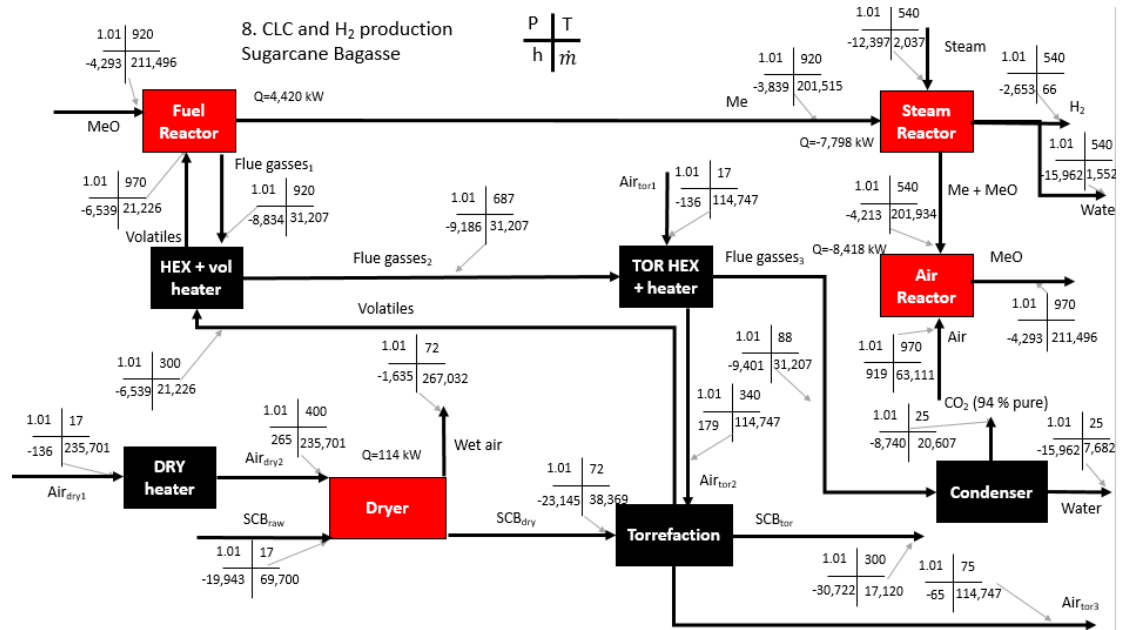 8. CLC and H₂ production
Sugarcane Bagasse
P T
h ṁ
1.01 920
-4,293 211,496
MeO
Fuel
Reactor
Q=4,420 kW
Me
1.01 920
-3,839 201,515
1.01 540
-12,397 2,037
Steam
Steam
Reactor
Q=-7,798 kW
1.01 540
-2,653 66
H₂
1.01 540
-15,962 1,552
Wate
1.01 970
-6,539 21,226
Volatiles
Flue gasses₁
1.01 920
-8,834 31,207
1.01 687
-9,186 31,207
Air_tor1
1.01 17
-136 114,747
1.01 540
-4,213 201,934
Me + MeO
HEX + vol
heater
Flue gasses₂
TOR HEX
+ heater
Flue gasses₃
Q=-8,418 kW
Air
Reactor
MeO
1.01 970
-4,293 211,496
Volatiles
1.01 300
-6,539 21,226
1.01 72
-1,635 267,032
1.01 88
-9,401 31,207
1.01 970
919 63,111
Air
1.01 17
-136 235,701
Air_dry1
DRY
heater
1.01 400
265 235,701
Air_dry2
Q=114 kW
Wet air
Dryer
1.01 340
179 114,747
Air_tor2
1.01 25
-8,740 20,607
CO₂ (94 % pure)
1.01 25
-15,962 7,682
Condenser
Water
SCB_raw
1.01 17
-19,943 69,700
SCB_dry
1.01 72
-23,145 38,369
Torrefaction
SCB_tor
1.01 300
-30,722 17,120
1.01 75
-65 114,747
Air_tor3